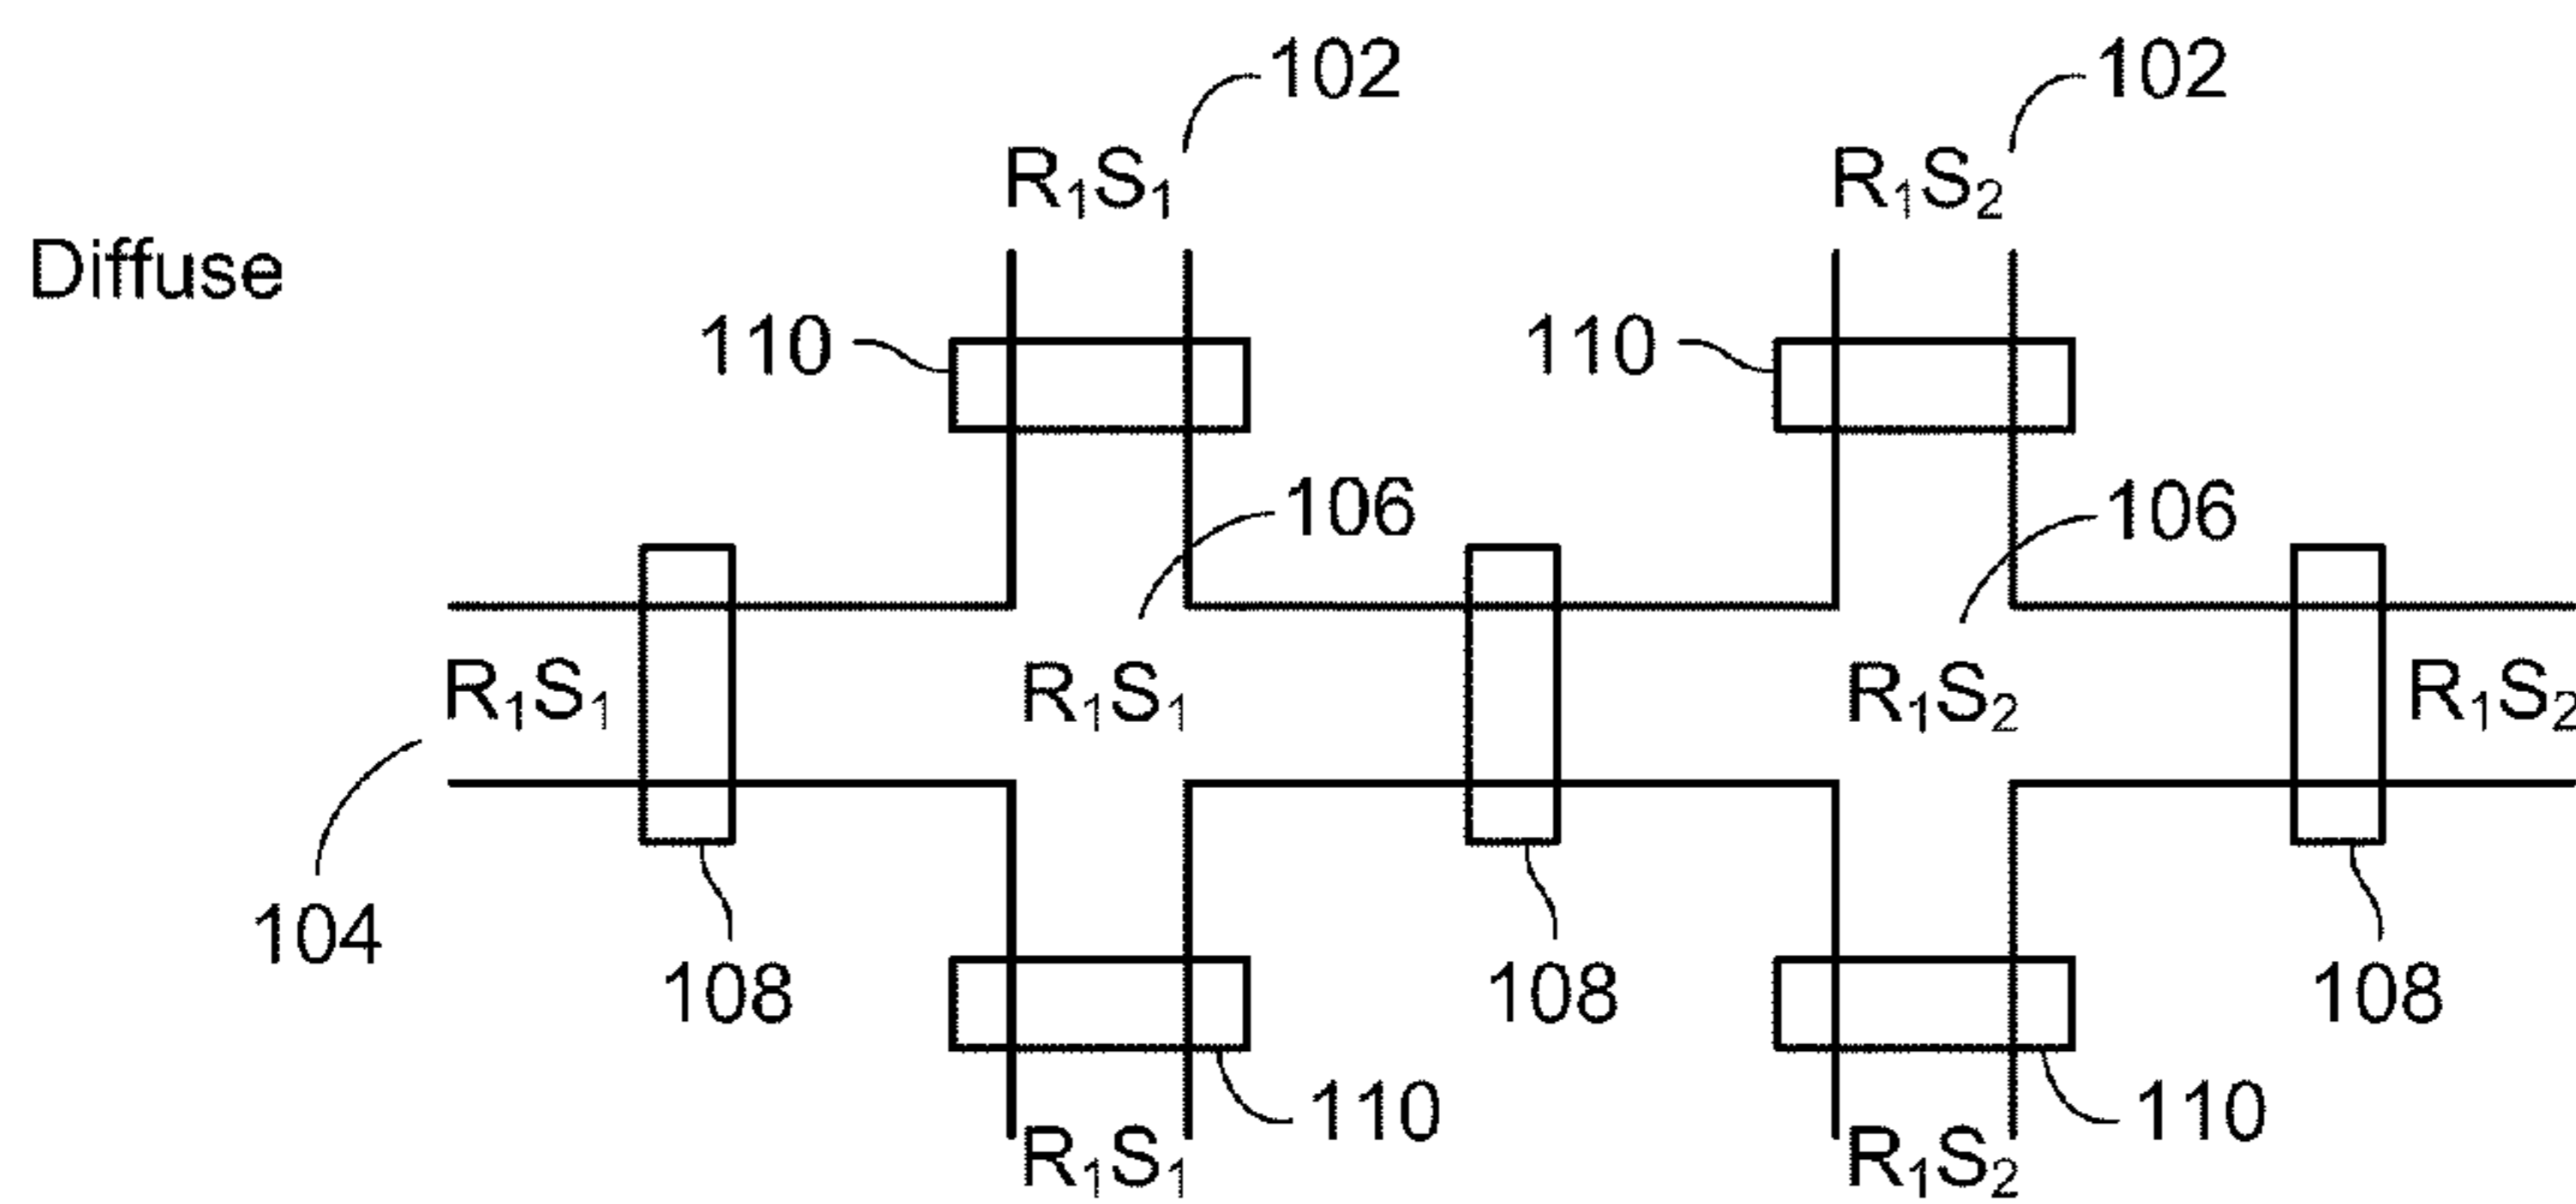 102 102
R₁S₁ R₁S₂
Diffuse
110 110
106 106
R₁S₁ R₁S₁ R₁S₂ R₁S₂
104
108 108 108
110 110
R₁S₁ R₁S₂